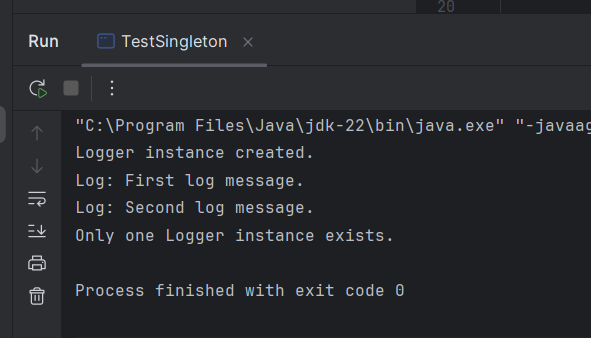 20
Run TestSingleton
"C:\Program Files\Java\jdk-22\bin\java.exe" "-javaag
Logger instance created.
Log: First log message.
Log: Second log message.
Only one Logger instance exists.
Process finished with exit code 0